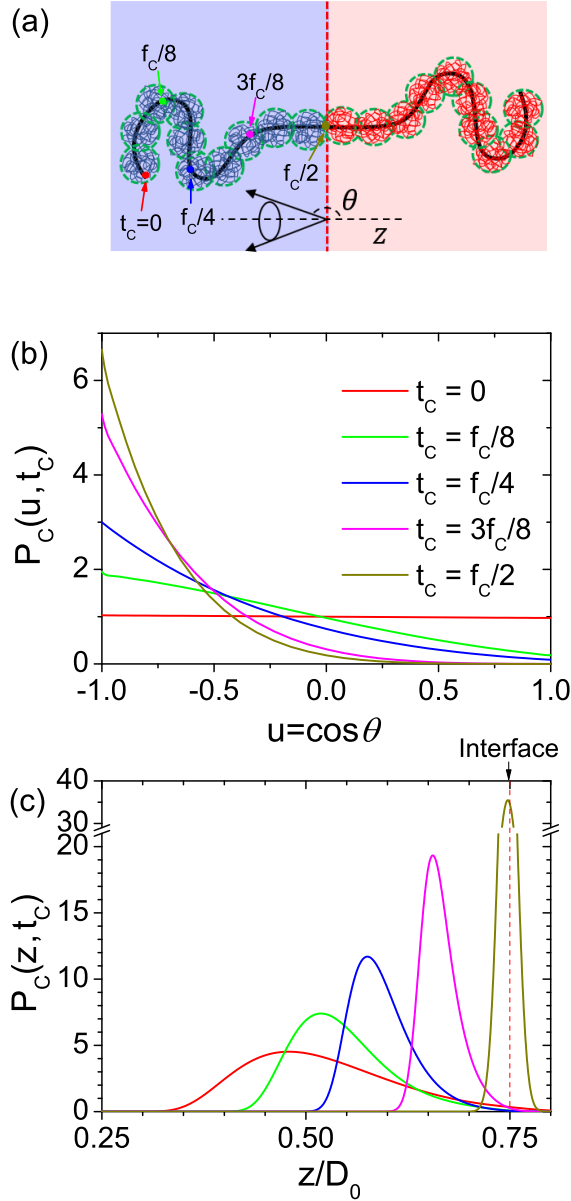 (a)
f_C/8
3f_C/8
f_C/2
t_C=0
f_C/4
θ
z
(b)
P_C(u, t_C)
6
4
2
0
t_C = 0
t_C = f_C/8
t_C = f_C/4
t_C = 3f_C/8
t_C = f_C/2
-1.0 -0.5 0.0 0.5 1.0
u=cosθ
Interface
(c)
P_C(z, t_C)
40
30
20
15
10
5
0
0.25 0.50 0.75
z/D_0